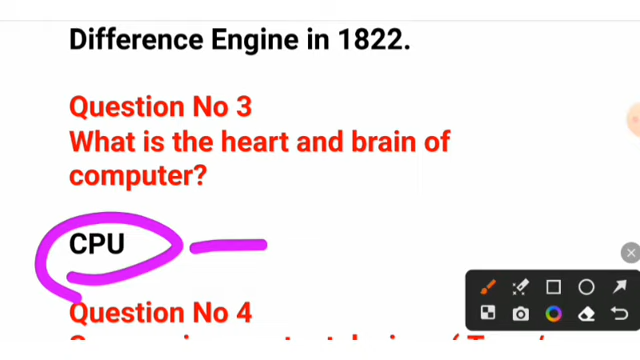 Difference Engine in 1822.
Question No 3
What is the heart and brain of
computer?
CPU
Question No 4